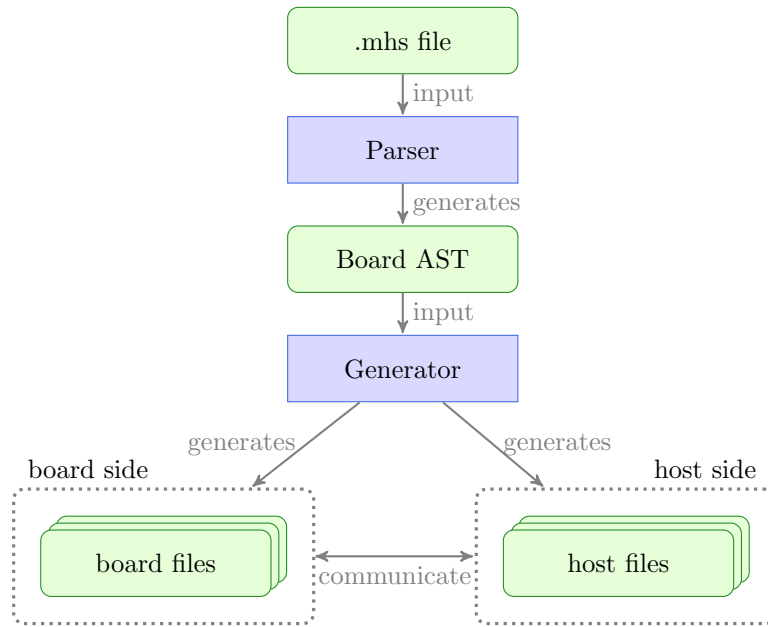 .mhs file
input
Parser
generates
Board AST
input
Generator
generates
generates
board side
host side
board files
host files
communicate